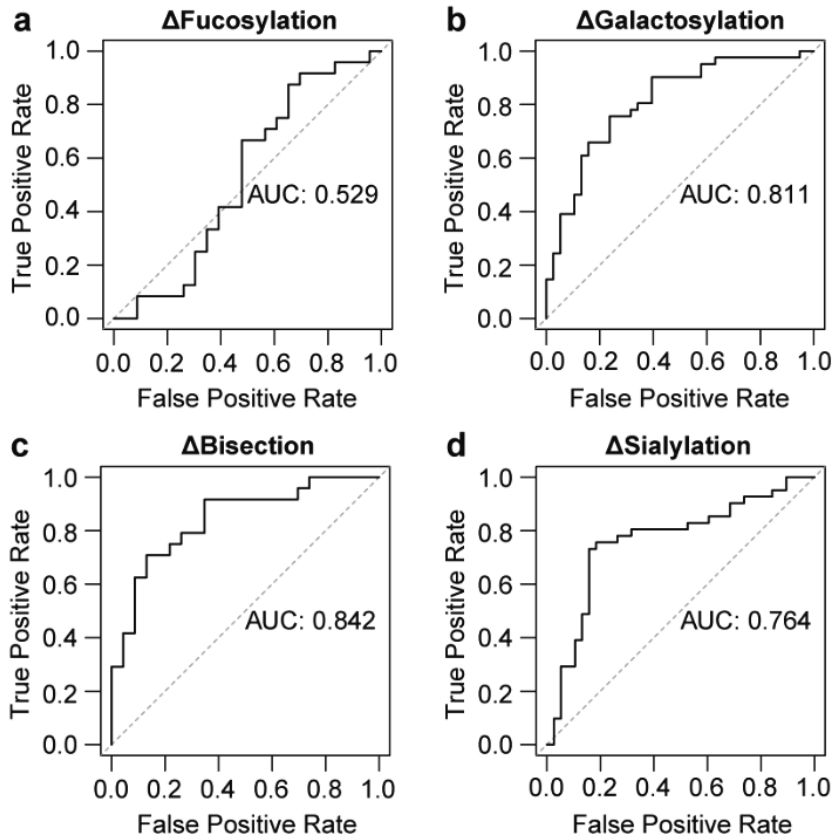 a ΔFucosylation
1.0
0.8
0.6
0.4
0.2
0.0
True Positive Rate
AUC: 0.529
0.0 0.2 0.4 0.6 0.8 1.0
False Positive Rate
b ΔGalactosylation
1.0
0.8
0.6
0.4
0.2
0.0
True Positive Rate
AUC: 0.811
0.0 0.2 0.4 0.6 0.8 1.0
False Positive Rate
c ΔBisection
1.0
0.8
0.6
0.4
0.2
0.0
True Positive Rate
AUC: 0.842
0.0 0.2 0.4 0.6 0.8 1.0
False Positive Rate
d ΔSialylation
1.0
0.8
0.6
0.4
0.2
0.0
True Positive Rate
AUC: 0.764
0.0 0.2 0.4 0.6 0.8 1.0
False Positive Rate